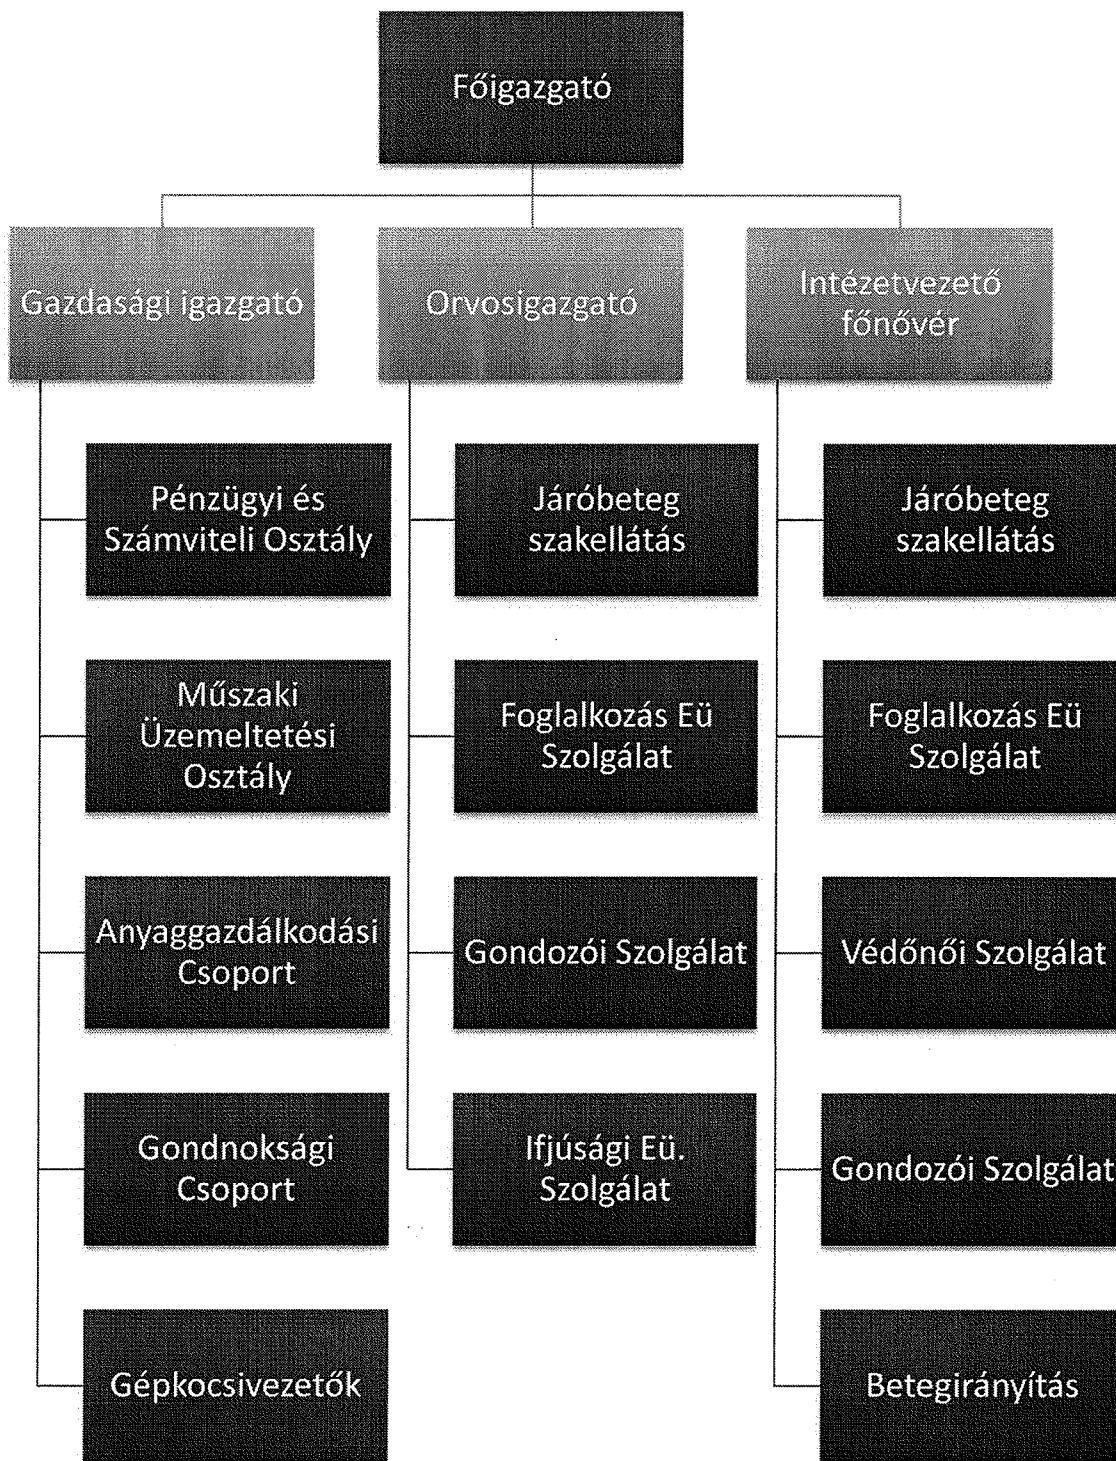 Főigazgató
Gazdasági igazgató
Orvosigazgató
Intézetvezető
főnővér
Pénzügyi és
Számviteli Osztály
Műszaki
Üzemeltetési
Osztály
Anyaggazdálkodási
Csoport
Gondnoksági
Csoport
Gépkocsivezetők
Járóbeteg
szakellátás
Foglalkozás Eü
Szolgálat
Gondozói Szolgálat
Ifjúsági Eü.
Szolgálat
Járóbeteg
szakellátás
Foglalkozás Eü
Szolgálat
Védőnői Szolgálat
Gondozói Szolgálat
Betegirányítás